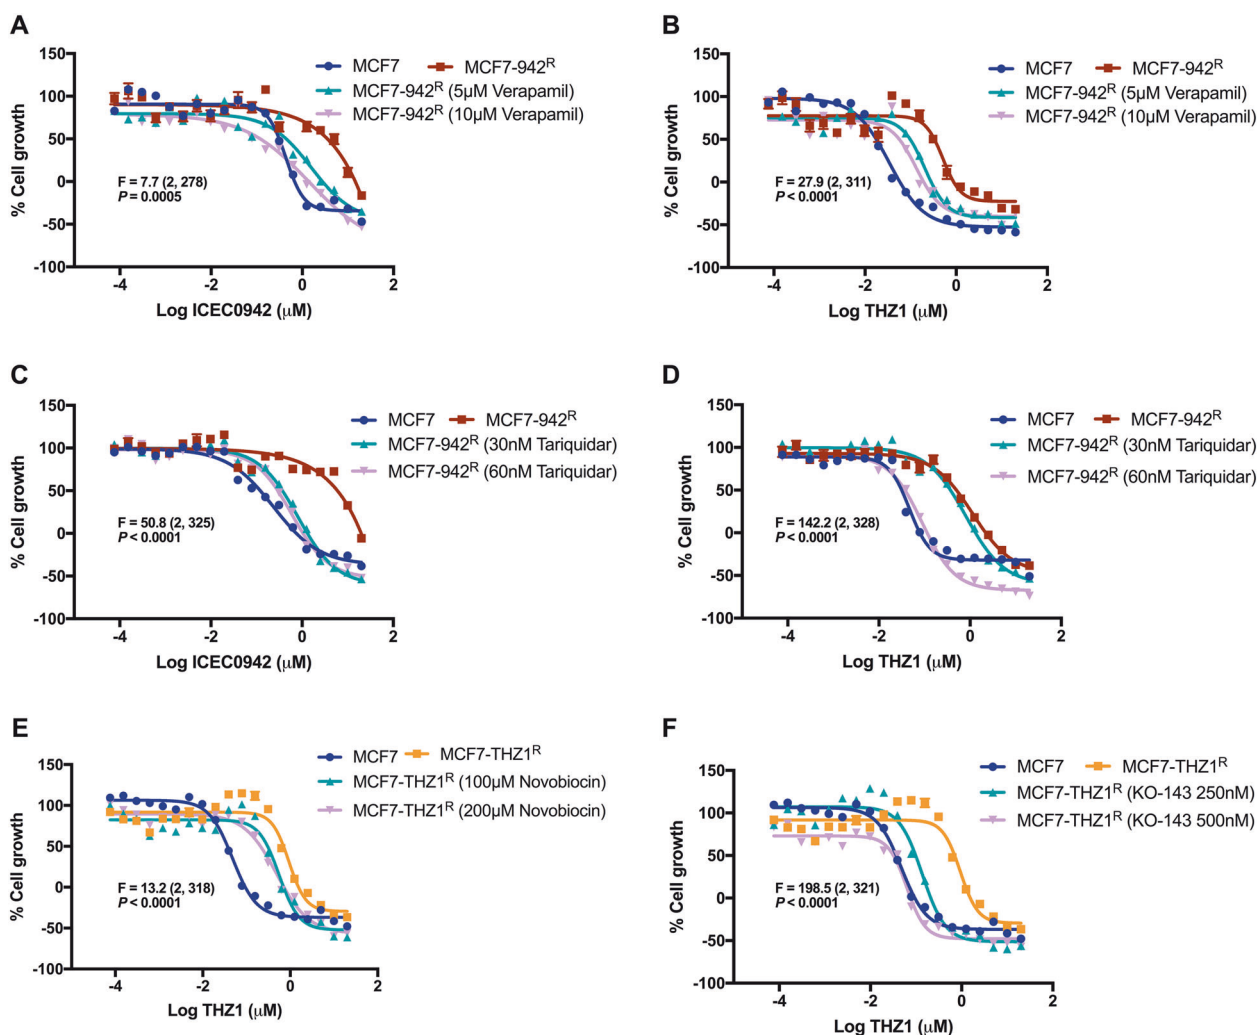 A
MCF7 MCF7-942ᴿ
MCF7-942ᴿ (5µM Verapamil)
MCF7-942ᴿ (10µM Verapamil)
150
100
50
0
-50
-100
% Cell growth
F = 7.7 (2, 278)
P = 0.0005
-4 -2 0 2
Log ICEC0942 (µM)
B
MCF7 MCF7-942ᴿ
MCF7-942ᴿ (5µM Verapamil)
MCF7-942ᴿ (10µM Verapamil)
150
100
50
0
-50
-100
% Cell growth
F = 27.9 (2, 311)
P < 0.0001
-4 -2 0 2
Log THZ1 (µM)
C
MCF7 MCF7-942ᴿ
MCF7-942ᴿ (30nM Tariquidar)
MCF7-942ᴿ (60nM Tariquidar)
150
100
50
0
-50
-100
% Cell growth
F = 50.8 (2, 325)
P < 0.0001
-4 -2 0 2
Log ICEC0942 (µM)
D
MCF7 MCF7-942ᴿ
MCF7-942ᴿ (30nM Tariquidar)
MCF7-942ᴿ (60nM Tariquidar)
150
100
50
0
-50
-100
% Cell growth
F = 142.2 (2, 328)
P < 0.0001
-4 -2 0 2
Log THZ1 (µM)
E
MCF7 MCF7-THZ1ᴿ
MCF7-THZ1ᴿ (100µM Novobiocin)
MCF7-THZ1ᴿ (200µM Novobiocin)
150
100
50
0
-50
-100
% Cell growth
F = 13.2 (2, 318)
P < 0.0001
-4 -2 0 2
Log THZ1 (µM)
F
MCF7 MCF7-THZ1ᴿ
MCF7-THZ1ᴿ (KO-143 250nM)
MCF7-THZ1ᴿ (KO-143 500nM)
150
100
50
0
-50
-100
% Cell growth
F = 198.5 (2, 321)
P < 0.0001
-4 -2 0 2
Log THZ1 (µM)